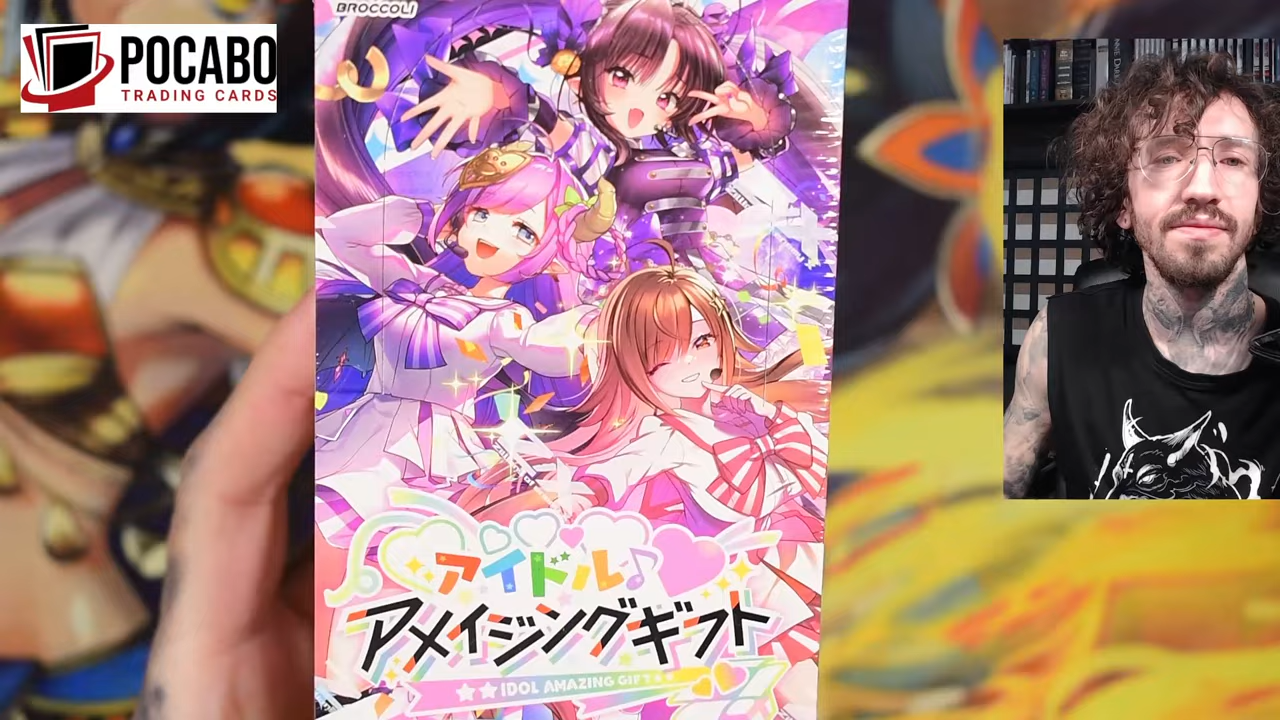 BROCCOLI
POCABO
TRADING CARDS
アイドル♪
アメイジングギフト
★★IDOL AMAZING GIFT★★